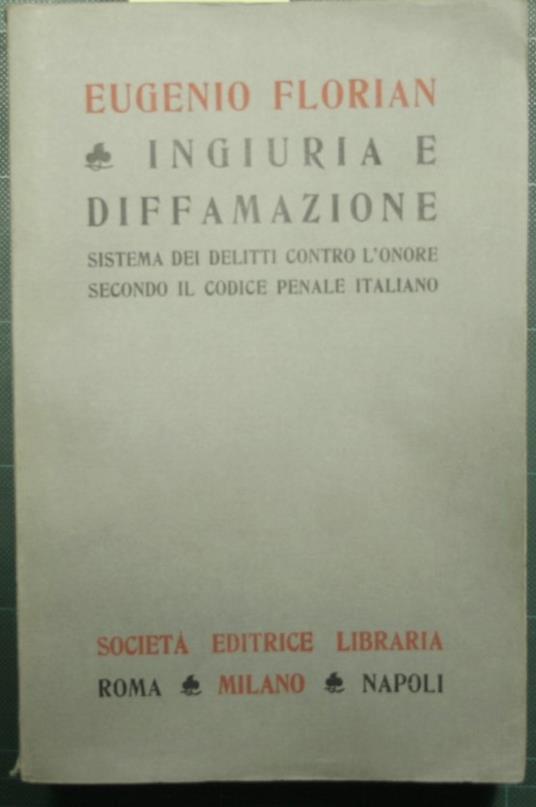 EUGENIO FLORIAN
INGIURIA E
DIFFAMAZIONE
SISTEMA DEI DELITTI CONTRO L'ONORE
SECONDO IL CODICE PENALE ITALIANO
SOCIETÀ EDITRICE LIBRARIA
ROMA MILANO NAPOLI